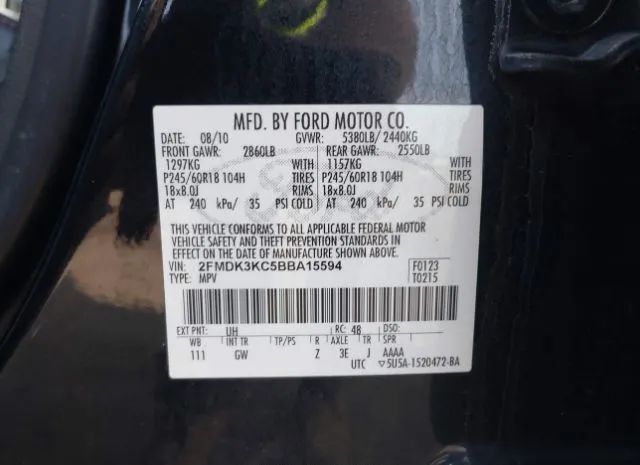 MFD. BY FORD MOTOR CO.
DATE: 08/10 GVWR: 5380LB/ 2440KG
FRONT GAWR: 2860LB REAR GAWR: 2550LB
1297KG WITH 1157KG WITH
P245/60R18 104H TIRES P245/60R18 104H TIRES
18x8.0J RIMS 18x8.0J RIMS
AT 240 kPa/ 35 PSI COLD AT 240 kPa/ 35 PSI COLD
THIS VEHICLE CONFORMS TO ALL APPLICABLE FEDERAL MOTOR
VEHICLE SAFETY AND THEFT PREVENTION STANDARDS IN
EFFECT ON THE DATE OF MANUFACTURE SHOWN ABOVE.
VIN: 2FMDK3KC5BBA15594 F0123
TYPE: MPV T0215
EXT PNT: UH RC: 48 DSO:
WB INT TR TP/PS R AXLE TR SPR
111 GW Z 3E J AAAA
UTC ▽5U5A-1520472-BA